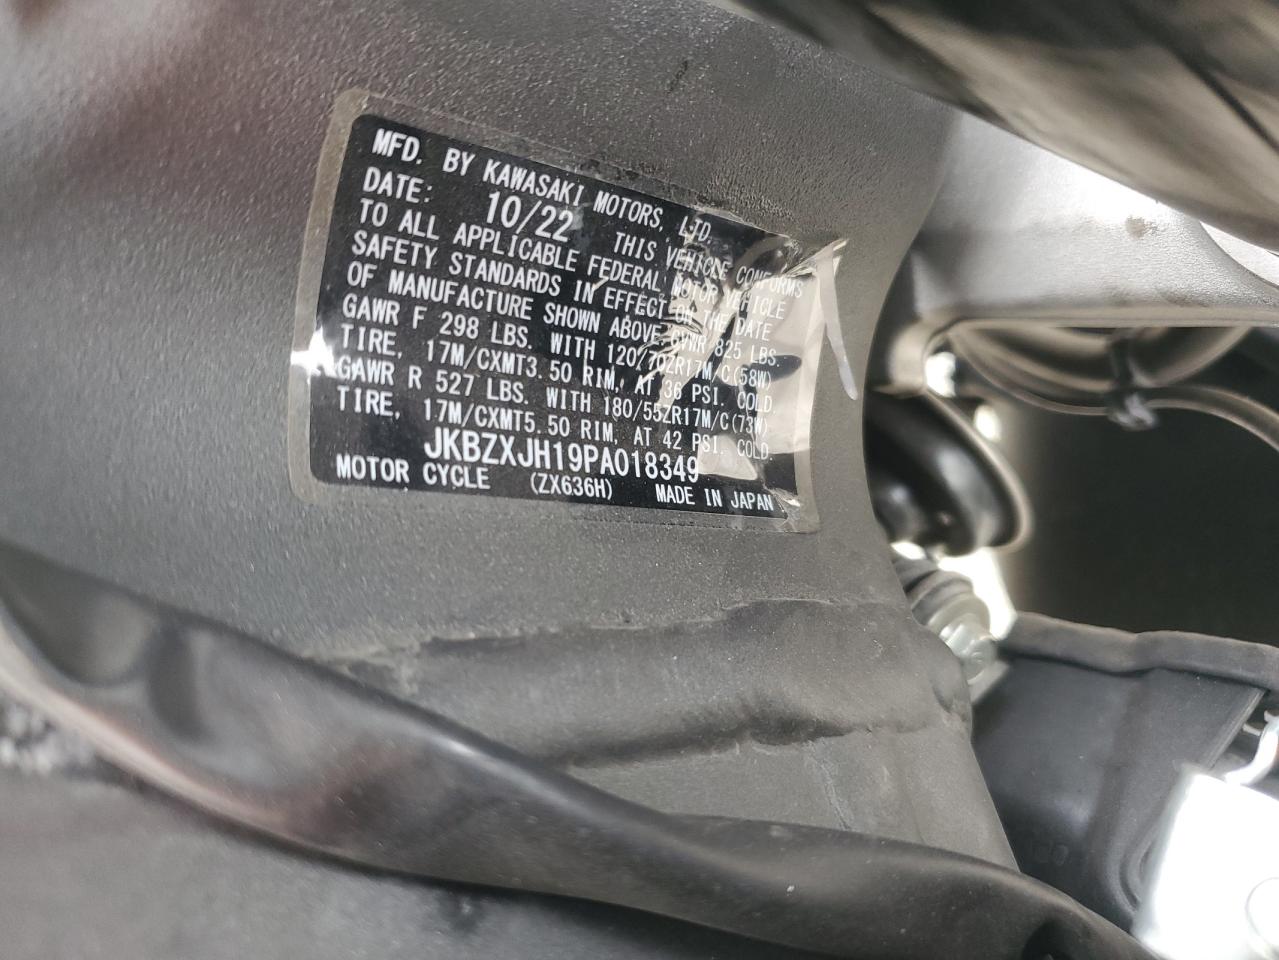 MFD. BY KAWASAKI MOTORS, LTD.
DATE: 10/22 THIS VEHICLE CONFORMS
TO ALL APPLICABLE FEDERAL MOTOR VEHICLE
SAFETY STANDARDS IN EFFECT ON THE DATE
OF MANUFACTURE SHOWN ABOVE. GVWR 825 LBS.
GAWR F 298 LBS. WITH 120/70ZR17M/C(58W)
TIRE, 17M/CXMT3.50 RIM, AT 36 PSI. COLD.
GAWR R 527 LBS. WITH 180/55ZR17M/C(73W)
TIRE, 17M/CXMT5.50 RIM, AT 42 PSI. COLD.
JKBZXJH19PA018349
MOTOR CYCLE (ZX636H) MADE IN JAPAN